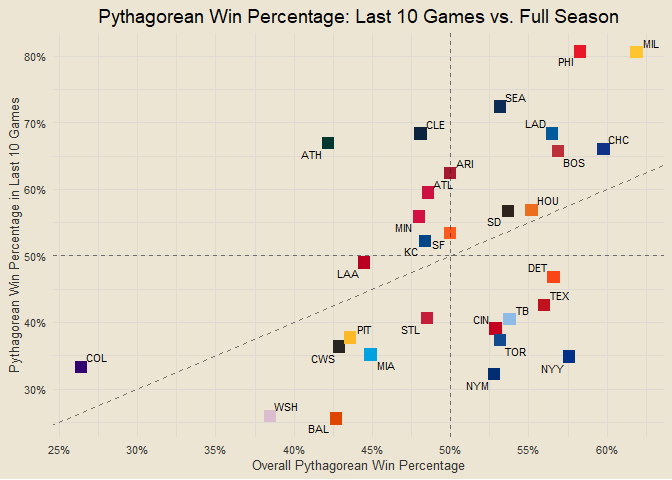 Pythagorean Win Percentage: Last 10 Games vs. Full Season
Pythagorean Win Percentage in Last 10 Games
80%
70%
60%
50%
40%
30%
MIL
PHI
SEA
CLE
LAD
CHC
ATH
BOS
ARI
ATL
HOU
SD
MIN
SF
KC
LAA
DET
TEX
TB
CIN
STL
PIT
TOR
CWS
MIA
NYY
COL
NYM
WSH
BAL
25%
30%
35%
40%
45%
50%
55%
60%
Overall Pythagorean Win Percentage